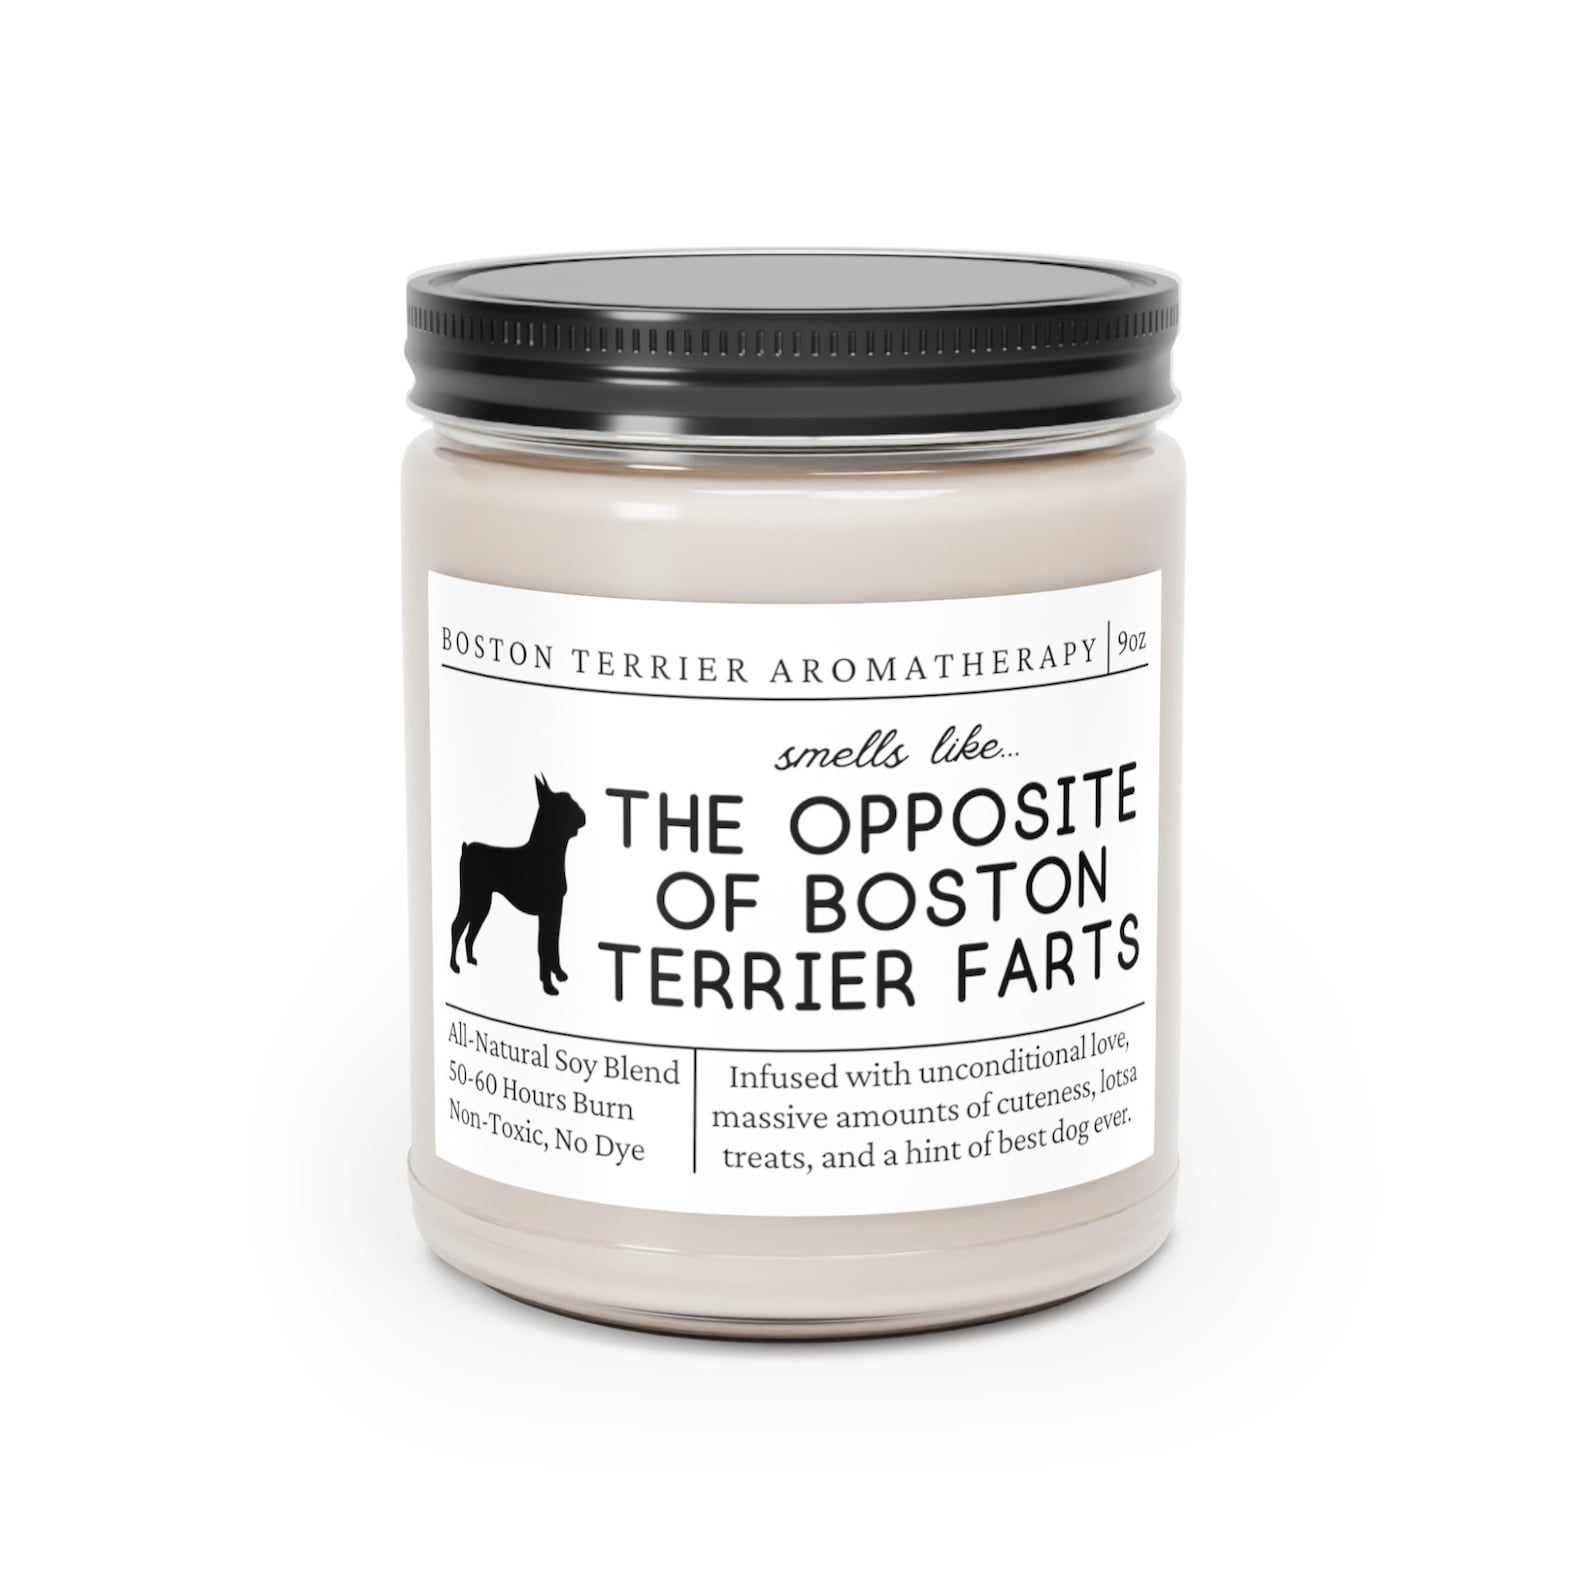 BOSTON TERRIER AROMATHERAPY | 9oz
smells like...
THE OPPOSITE
OF BOSTON
TERRIER FARTS
All-Natural Soy Blend
50-60 Hours Burn
Non-Toxic, No Dye
Infused with unconditional love,
massive amounts of cuteness, lotsa
treats, and a hint of best dog ever.